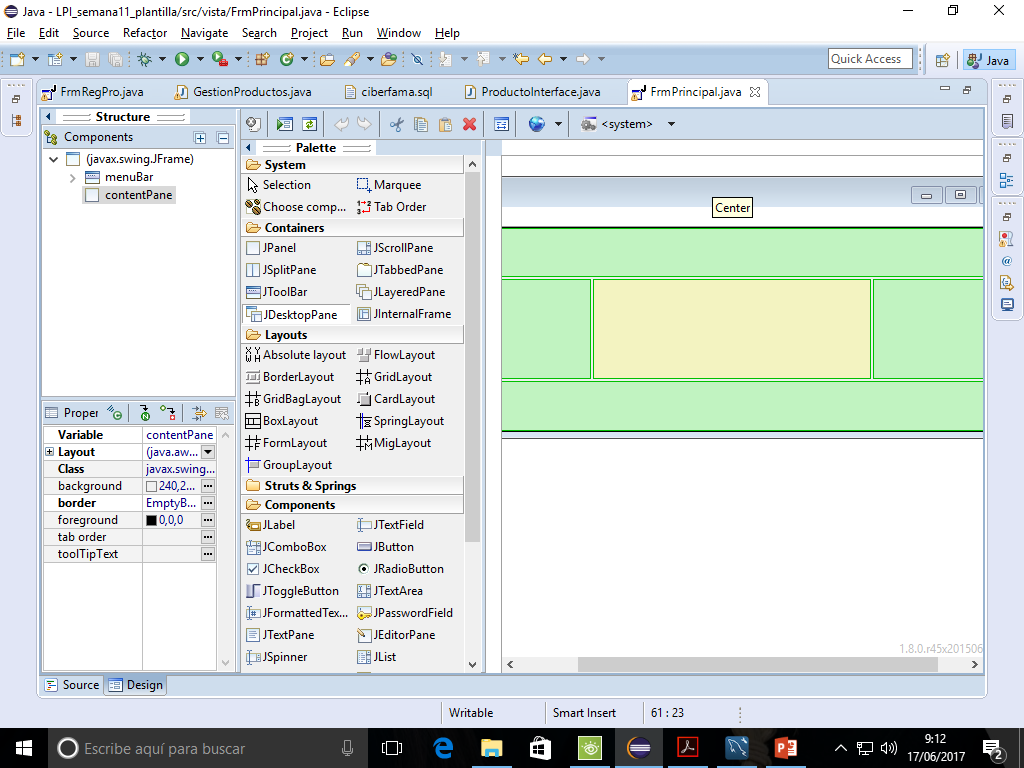 Java - LPI_semana11_plantilla/src/vista/FrmPrincipal.java - Eclipse
File Edit Source Refactor Navigate Search Project Run Window Help
Quick Access Java
FrmRegPro.java GestionProductos.java ciberfama.sql ProductoInterface.java FrmPrincipal.java
Structure
Components
(javax.swing.JFrame)
menuBar
contentPane
<system>
Palette
System
Selection Marquee
Choose comp... Tab Order
Containers
JPanel JScrollPane
JSplitPane JTabbedPane
JToolBar JLayeredPane
JDesktopPane JInternalFrame
Layouts
Absolute layout FlowLayout
BorderLayout GridLayout
GridBagLayout CardLayout
BoxLayout SpringLayout
FormLayout MigLayout
GroupLayout
Struts & Springs
Components
JLabel JTextField
JComboBox JButton
JCheckBox JRadioButton
JToggleButton JTextArea
JFormattedTex... JPasswordField
JTextPane JEditorPane
JSpinner JList
Center
1.8.0.r45x201506
Proper
Variable contentPane
Layout (java.aw...
Class javax.swing...
background 240,2...
border EmptyB...
foreground 0,0,0
tab order
toolTipText
Source Design
Writable Smart Insert 61 : 23
Escribe aquí para buscar
9:12
17/06/2017
2